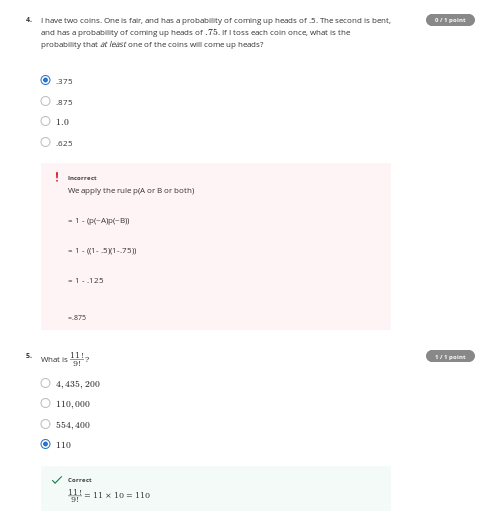 4. I have two coins. One is fair, and has a probability of coming up heads of .5. The second is bent,
and has a probability of coming up heads of .75. If I toss each coin once, what is the
probability that at least one of the coins will come up heads?
0 / 1 point
.375
.875
1.0
.625
Incorrect
We apply the rule p(A or B or both)
= 1 - (p(~A)p(~B))
= 1 - ((1- .5)(1-.75))
= 1 - .125
=.875
5. What is 11!/9! ?
1 / 1 point
4, 435, 200
110, 000
554, 400
110
Correct
11!/9! = 11 × 10 = 110